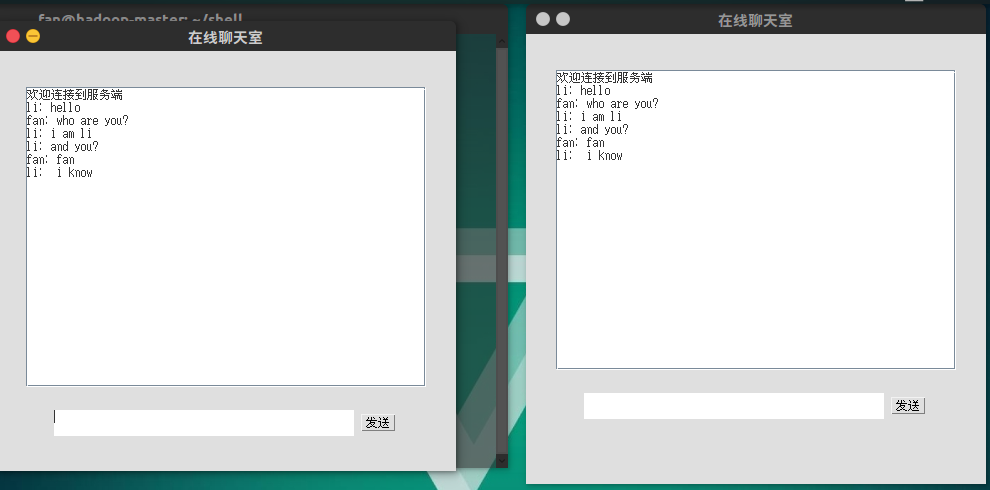 fan@hadoop-master: ~/shell
在线聊天室
欢迎连接到服务端
li: hello
fan: who are you?
li: i am li
li: and you?
fan: fan
li:  i know
发送
在线聊天室
欢迎连接到服务端
li: hello
fan: who are you?
li: i am li
li: and you?
fan: fan
li:  i know
发送